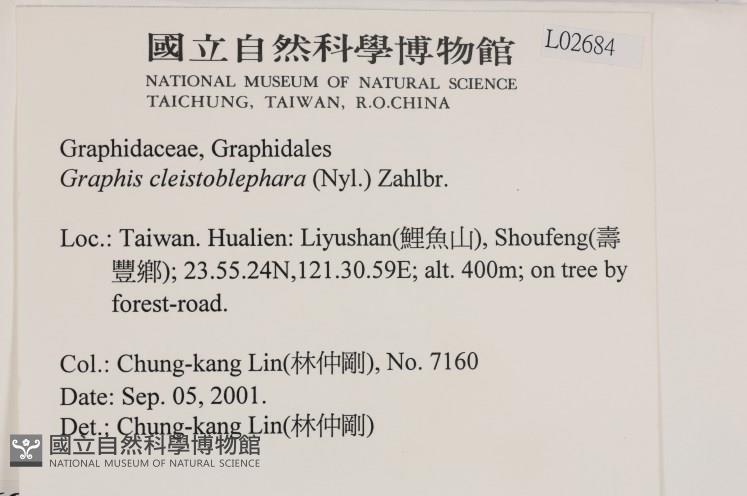 國立自然科學博物館
L02684
NATIONAL MUSEUM OF NATURAL SCIENCE
TAICHUNG, TAIWAN, R.O.CHINA
Graphidaceae, Graphidales
Graphis cleistoblephara (Nyl.) Zahlbr.
Loc.: Taiwan. Hualien: Liyushan(鯉魚山), Shoufeng(壽
豐鄉); 23.55.24N,121.30.59E; alt. 400m; on tree by
forest-road.
Col.: Chung-kang Lin(林仲剛), No. 7160
Date: Sep. 05, 2001.
Det.: Chung-kang Lin(林仲剛)
國立自然科學博物館
NATIONAL MUSEUM OF NATURAL SCIENCE